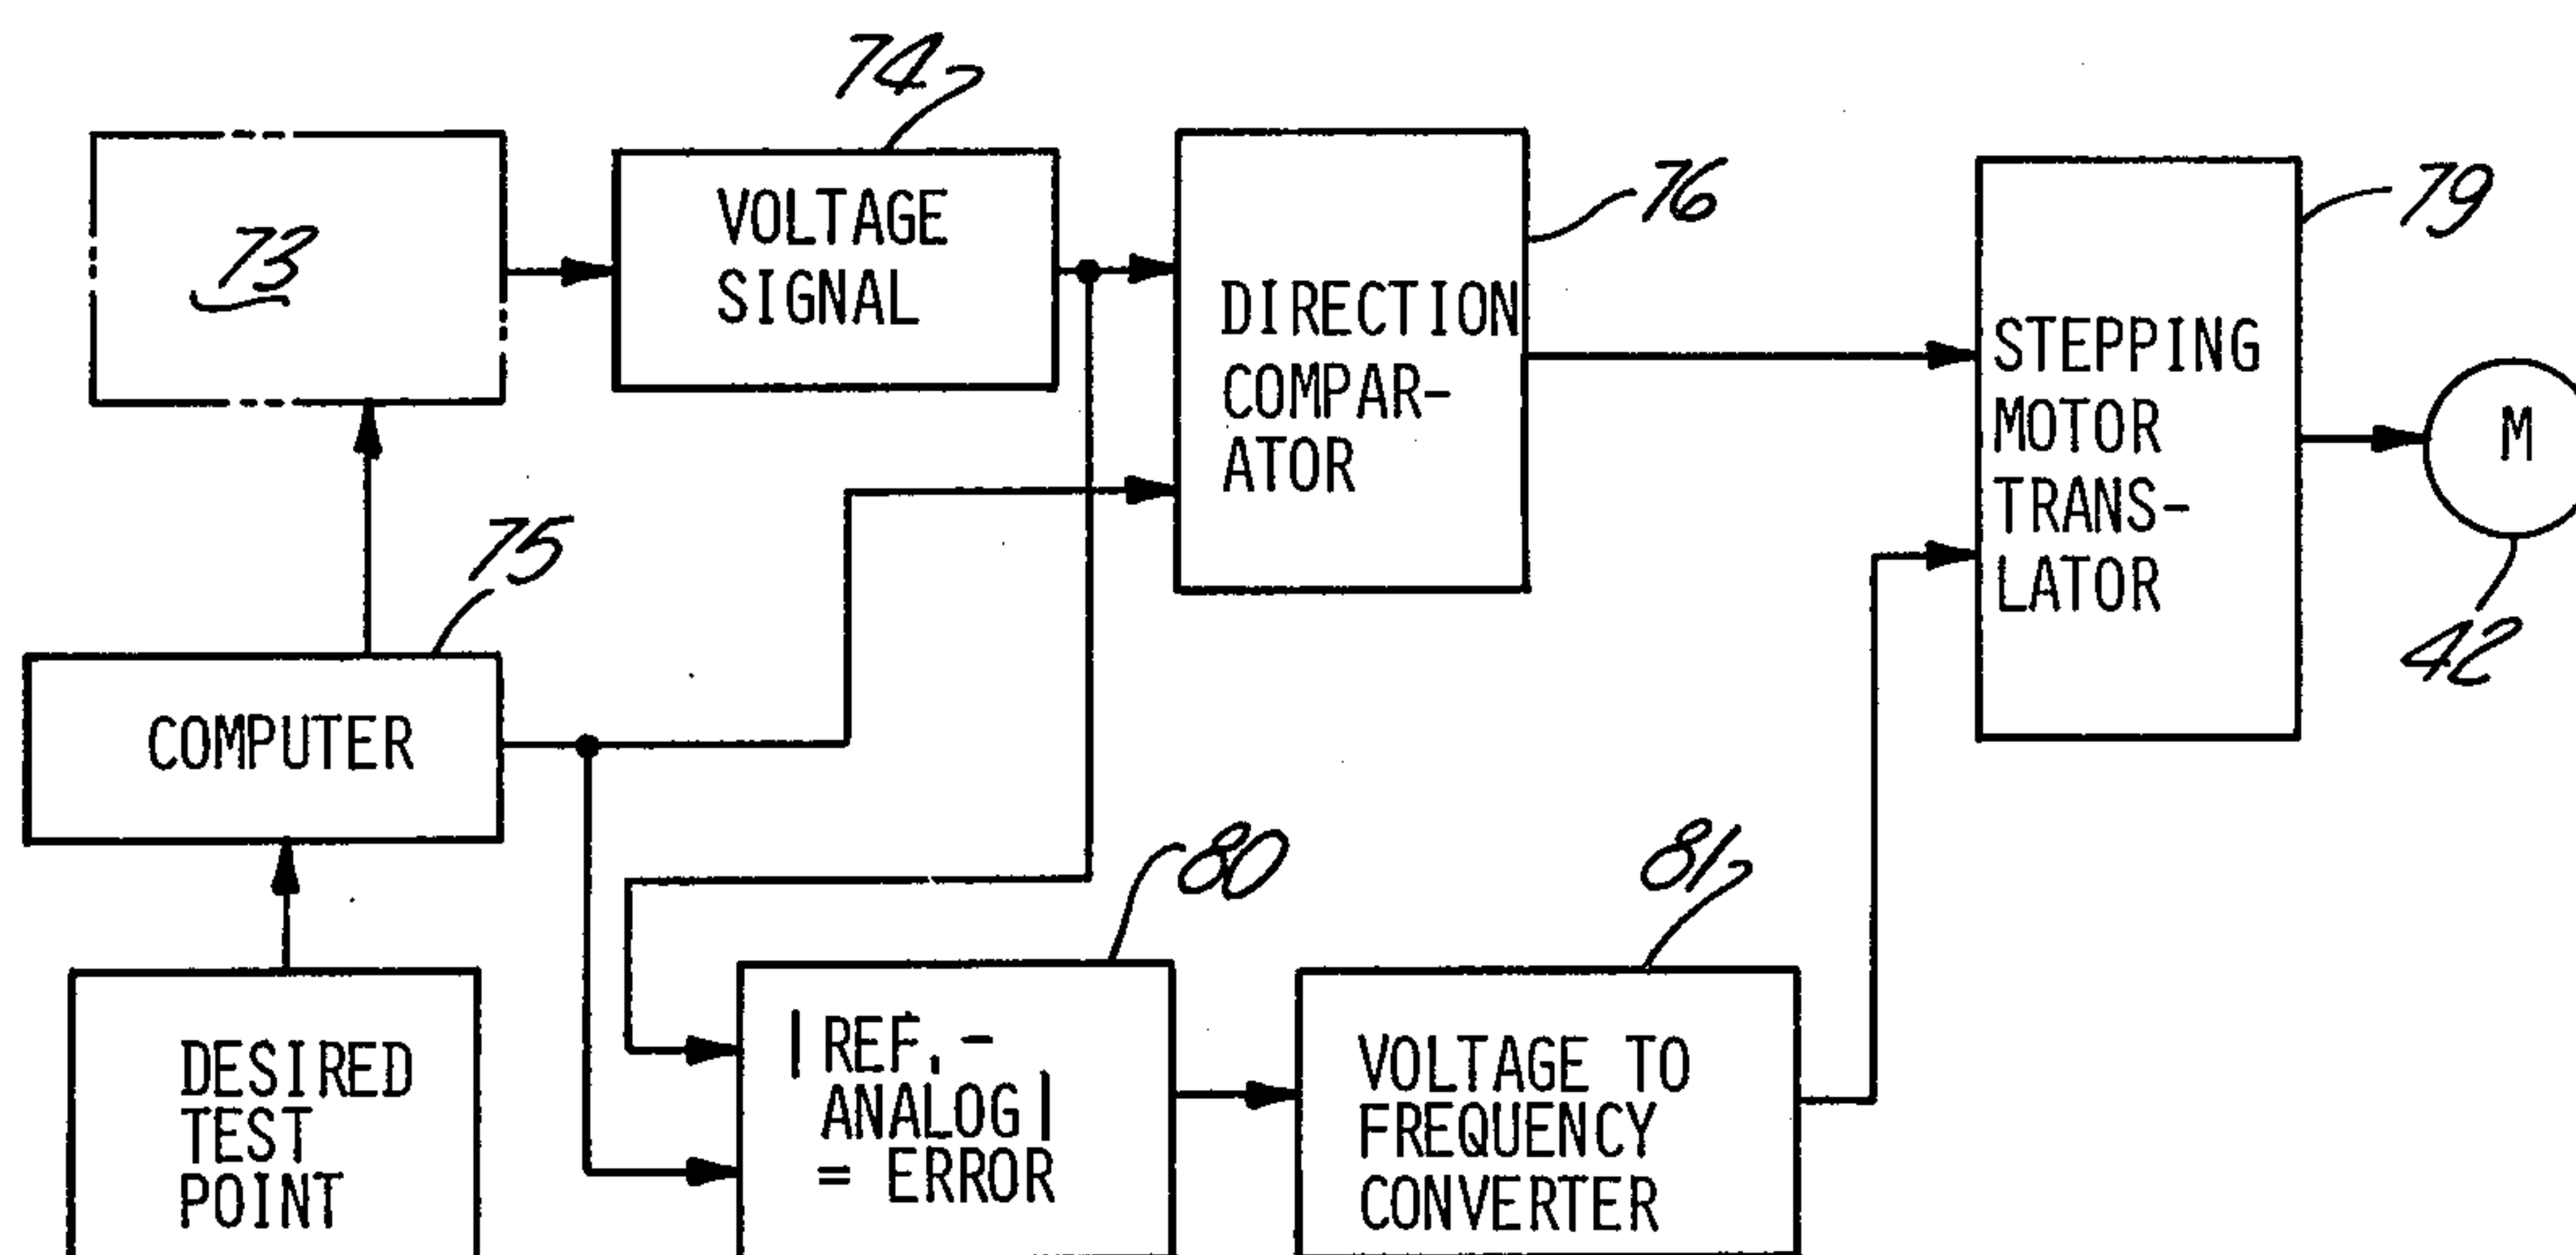 74
73
VOLTAGE
SIGNAL
76
DIRECTION
COMPAR-
ATOR
79
STEPPING
MOTOR
TRANS-
LATOR
M
42
75
COMPUTER
DESIRED
TEST
POINT
80
|REF.-
ANALOG|
= ERROR
81
VOLTAGE TO
FREQUENCY
CONVERTER